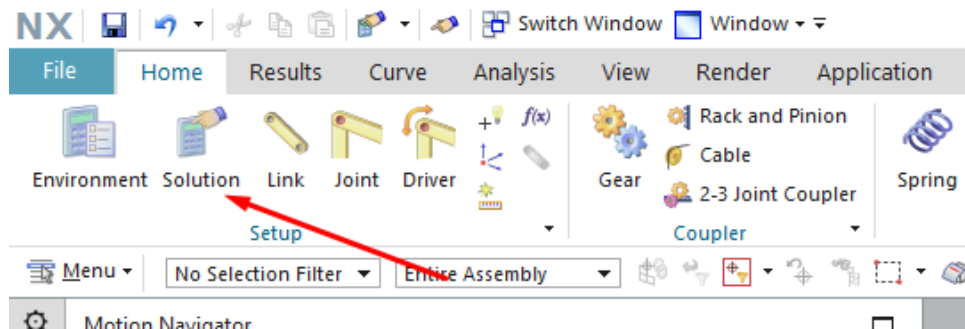 NX Switch Window Window
File Home Results Curve Analysis View Render Application
Environment Solution Link Joint Driver f(x) Gear Rack and Pinion Spring
Cable
2-3 Joint Coupler
Setup Coupler
Menu No Selection Filter Entire Assembly
Motion Navigator